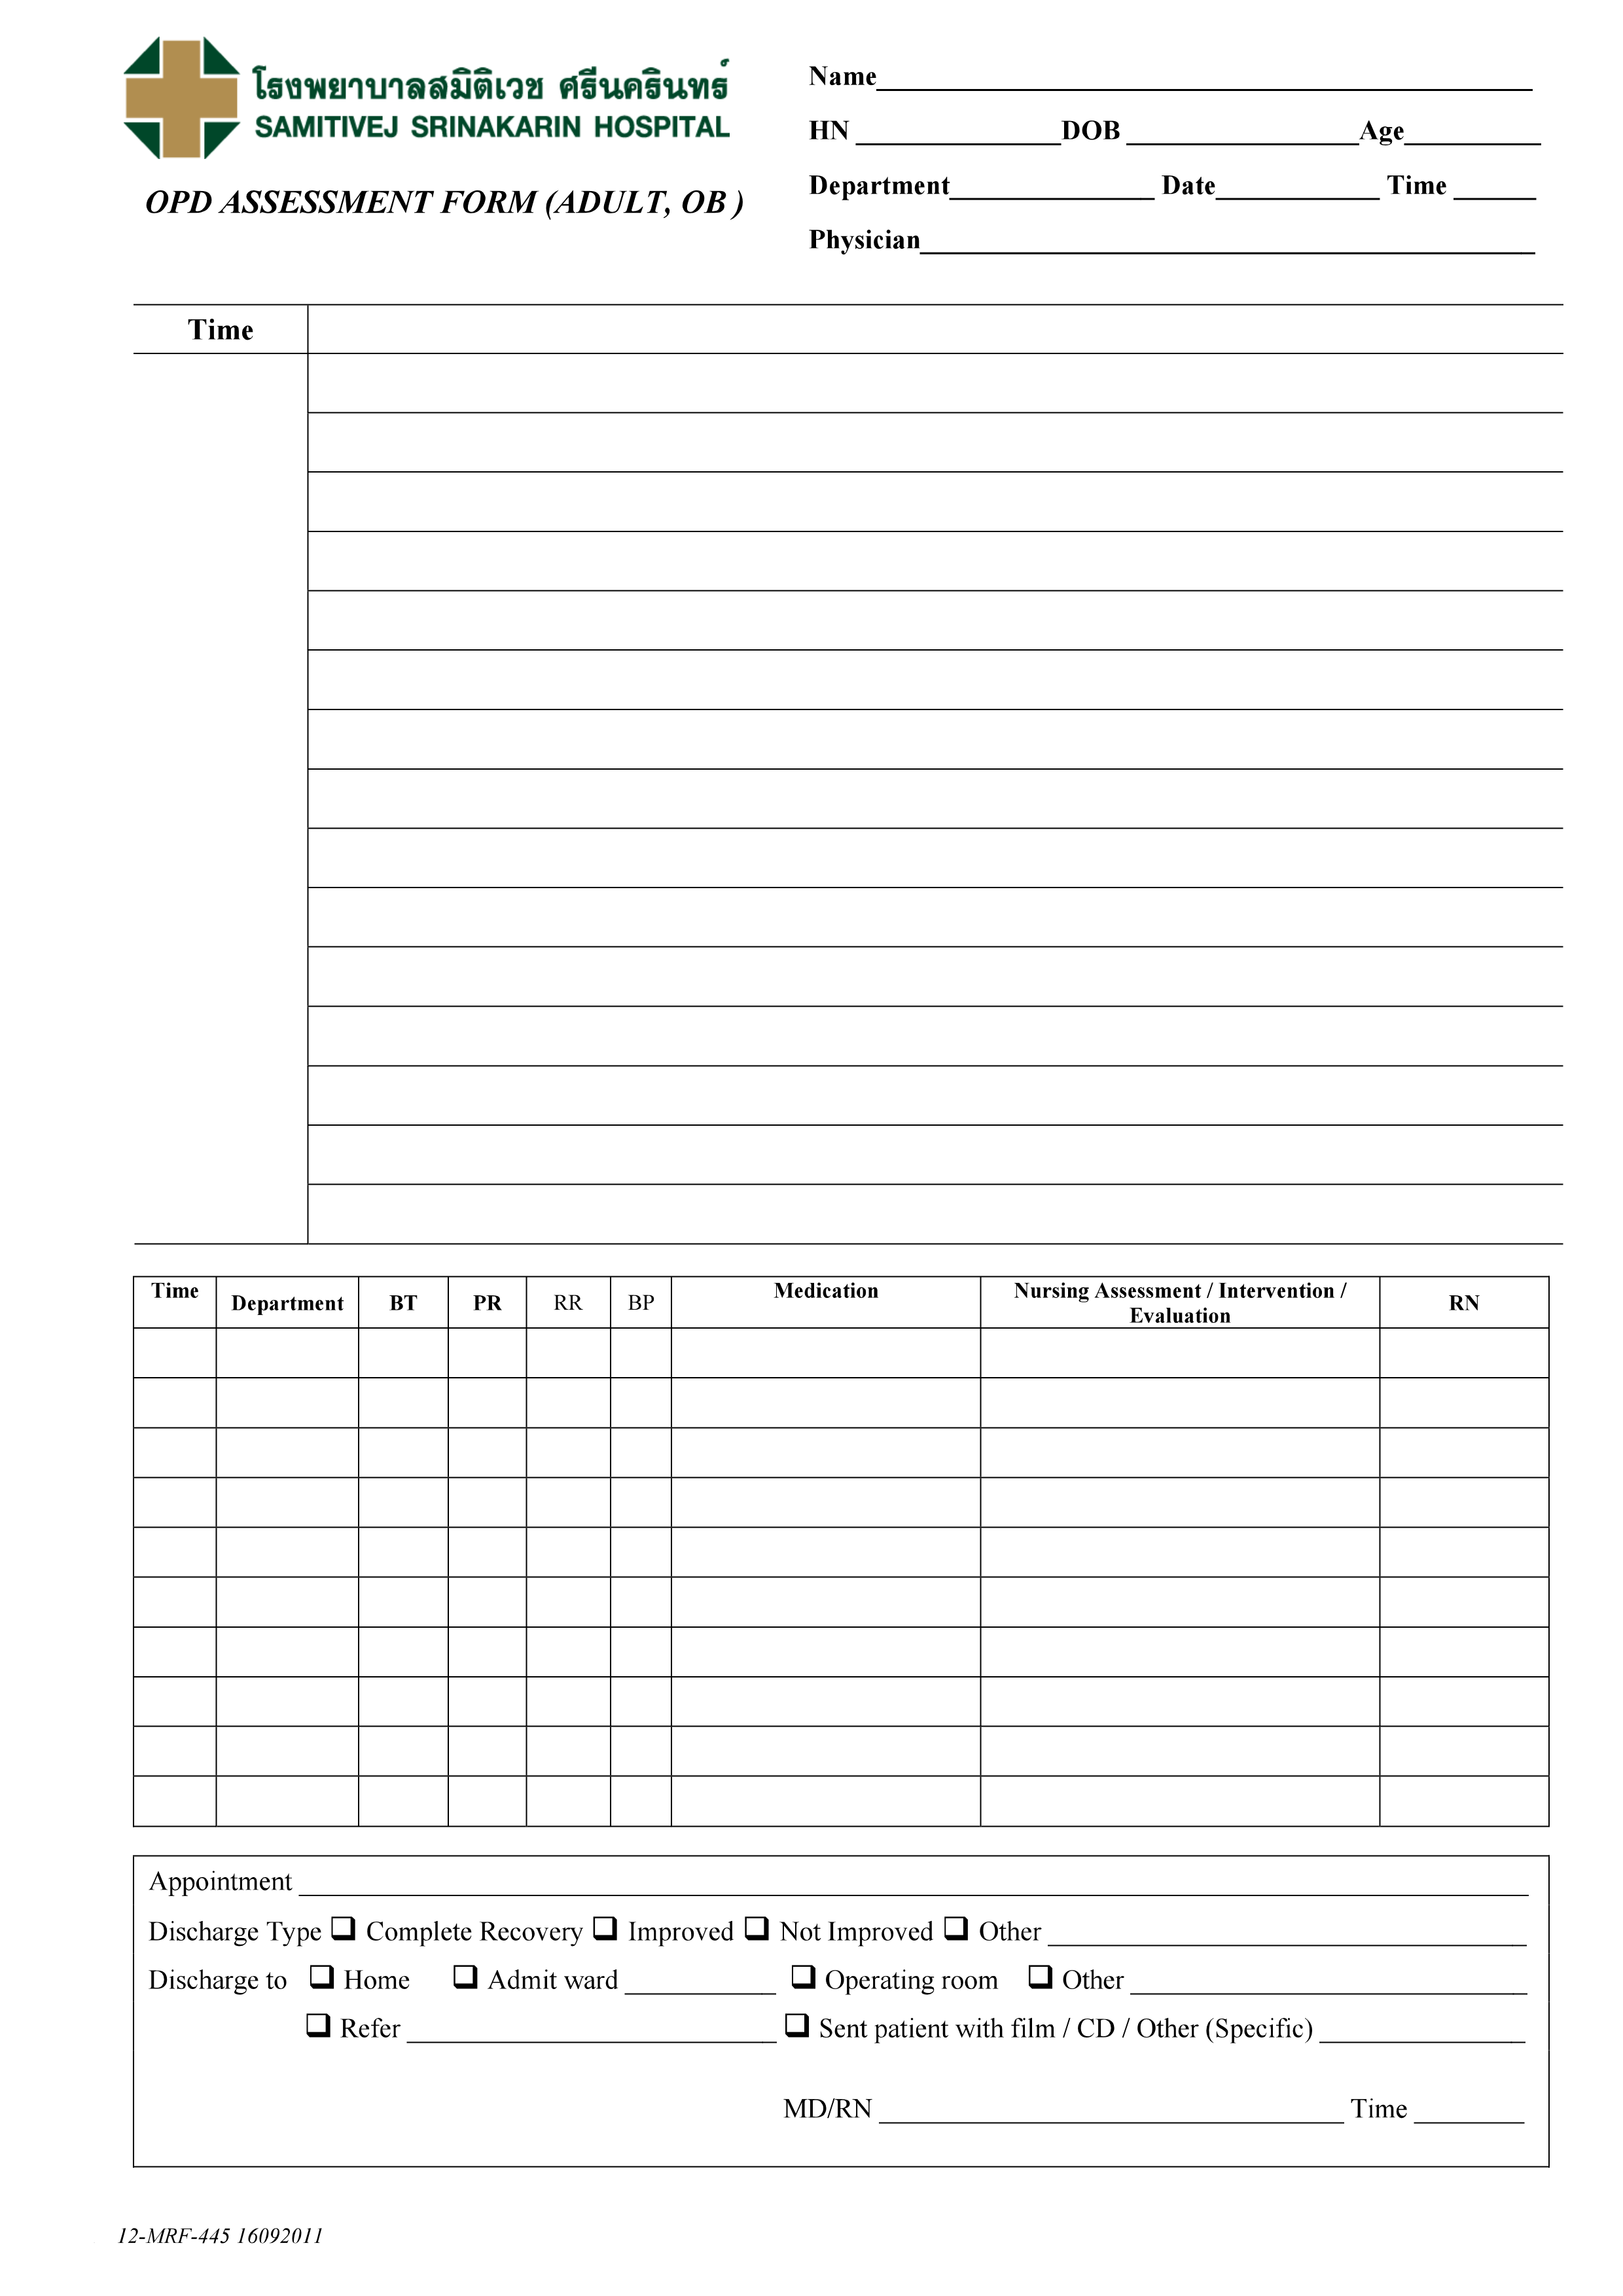 โรงพยาบาลสมิติเวช ศรีนครินทร์
SAMITIVEJ SRINAKARIN HOSPITAL
OPD ASSESSMENT FORM (ADULT, OB )
Name
HN DOB Age
Department Date Time
Physician
Time
Time Department BT PR RR BP Medication Nursing Assessment / Intervention / Evaluation RN
Appointment
Discharge Type ❑ Complete Recovery ❑ Improved ❑ Not Improved ❑ Other
Discharge to ❑ Home ❑ Admit ward ❑ Operating room ❑ Other
❑ Refer ❑ Sent patient with film / CD / Other (Specific)
MD/RN Time
12-MRF-445 16092011